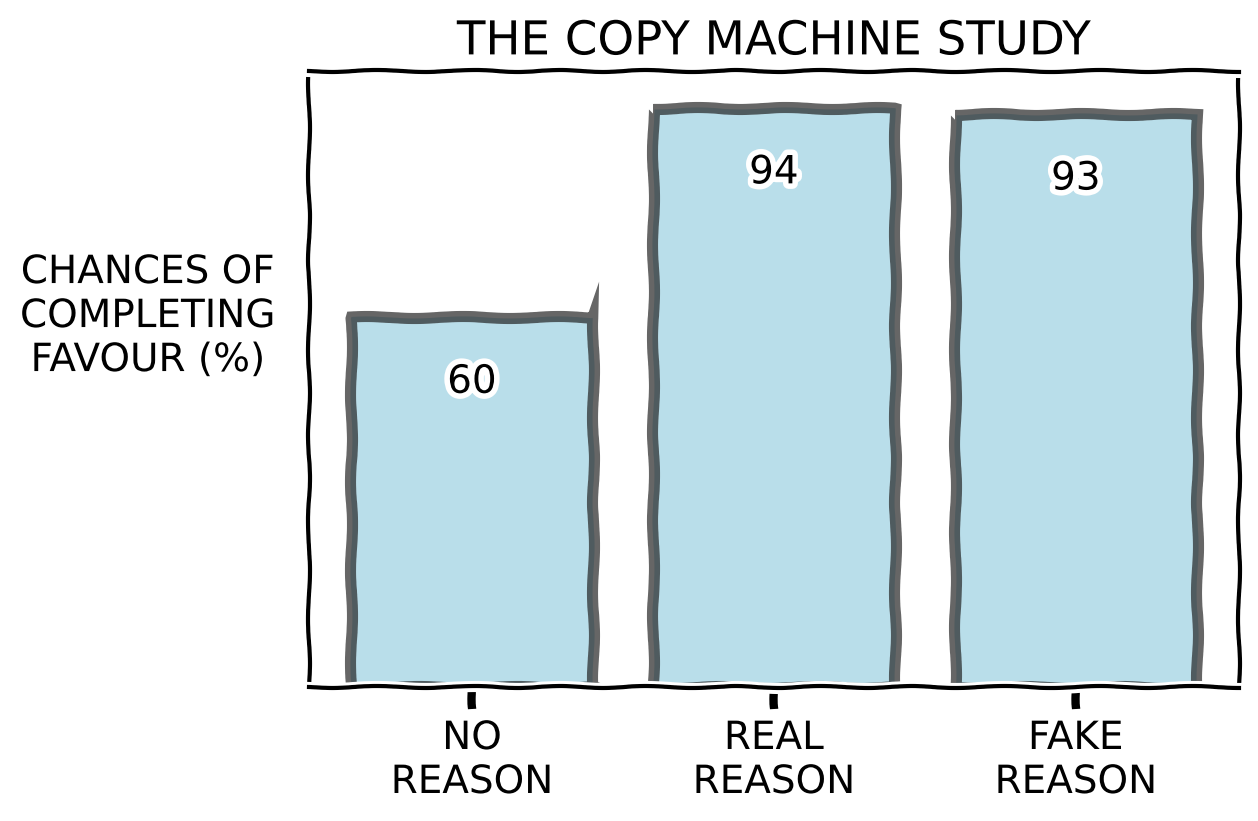 THE COPY MACHINE STUDY
CHANCES OF
COMPLETING
FAVOUR (%)
60
94
93
NO
REASON
REAL
REASON
FAKE
REASON